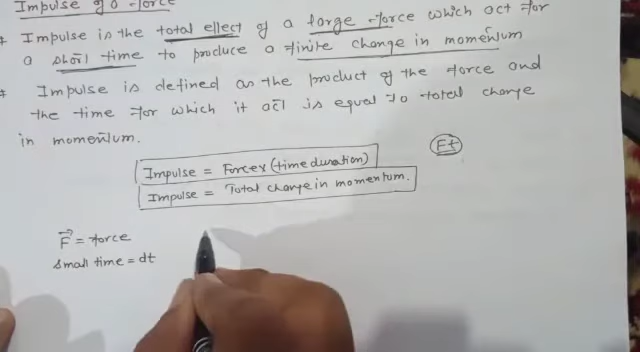 Impulse of a force
* Impulse is the total effect of a large force which act for
a short time to produce a finite change in momentum
* Impulse is defined as the product of the force and
the time for which it act is equal to total change
in momentum.
Impulse = Force x (time duration)
Ft
Impulse = Total change in momentum.
F⃗ = force
small time = dt